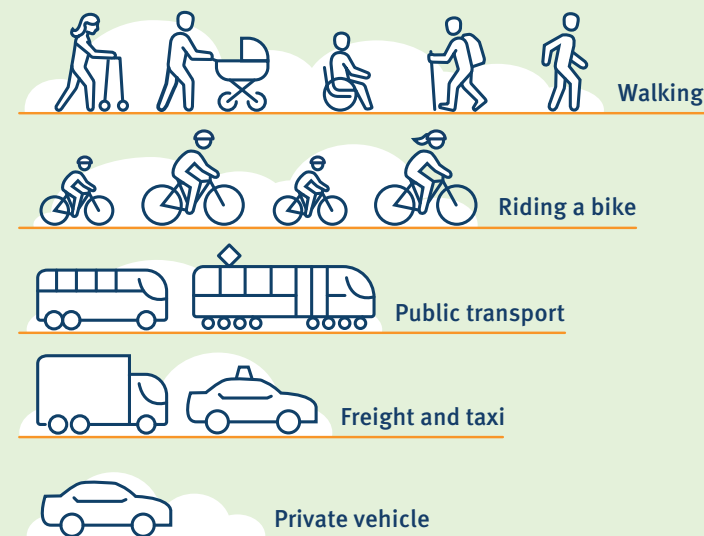 Walking
Riding a bike
Public transport
Freight and taxi
Private vehicle